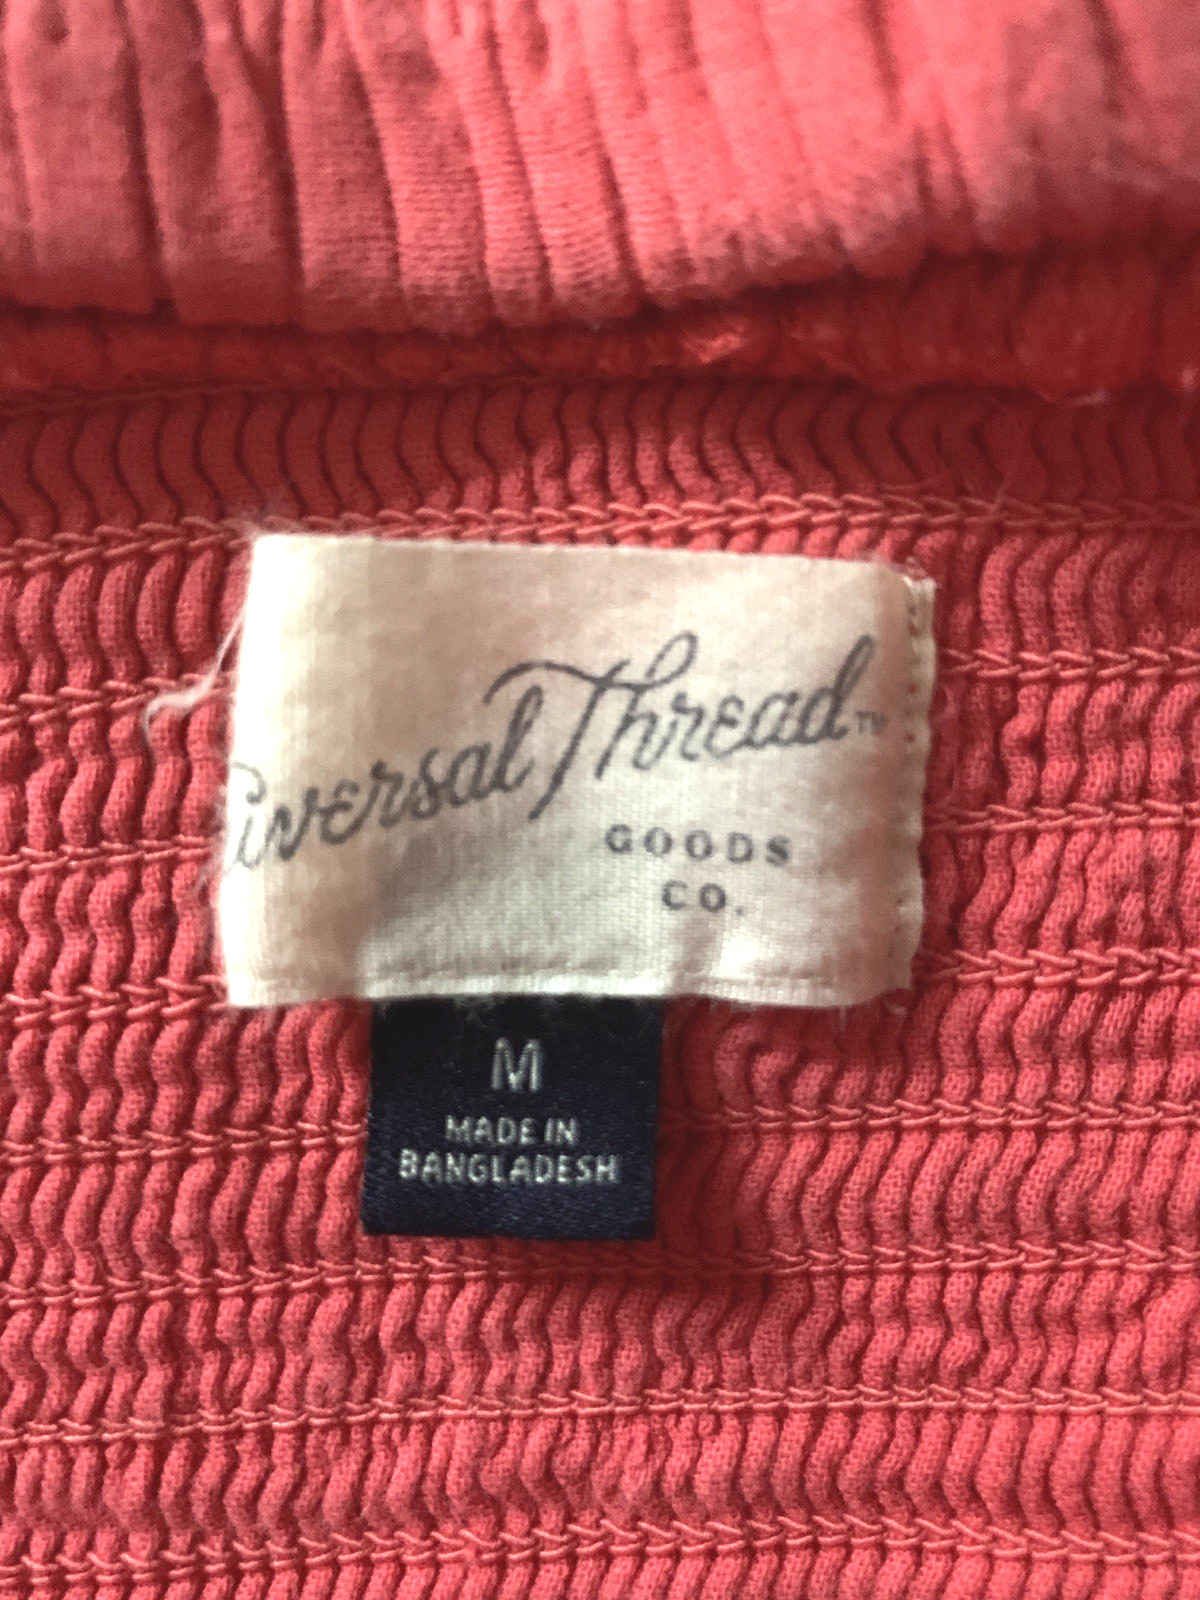 iversal Thread™
GOODS
CO.
M
MADE IN
BANGLADESH